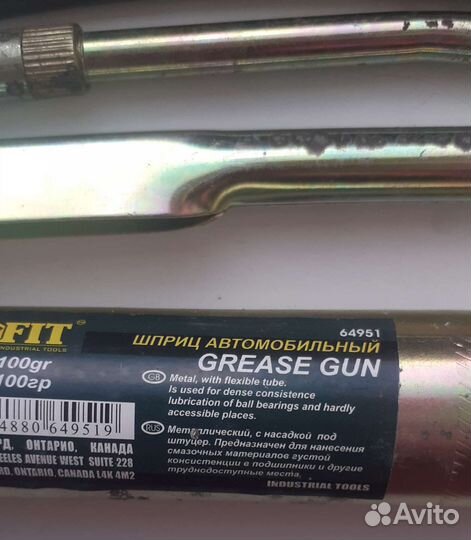 64951
FIT
INDUSTRIAL TOOLS
ШПРИЦ АВТОМОБИЛЬНЫЙ
GREASE GUN
100gr
100гр
GB Metal, with flexible tube.
Is used for dense consistence
lubrication of ball bearings and hardly
accessible places.
4880 649519
RUS Металлический, с насадкой под
штуцер. Предназначен для нанесения
смазочных материалов густой
консистенции в подшипники и другие
труднодоступные места.
РД, ОНТАРИО, КАНАДА
EELES AVENUE WEST SUITE 228
RD, ONTARIO, CANADA L4K 4M2
INDUSTRIAL TOOLS
Avito